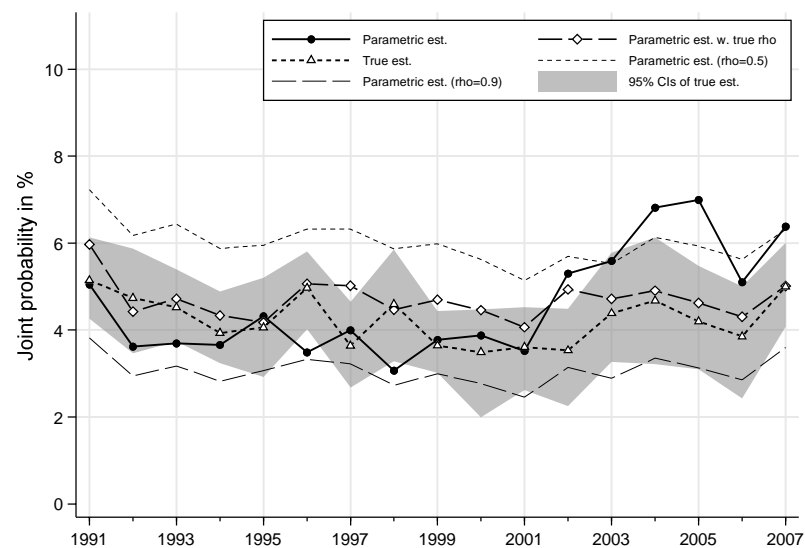 Parametric est.
Parametric est. w. true rho
True est.
Parametric est. (rho=0.5)
Parametric est. (rho=0.9)
95% CIs of true est.
Joint probability in %
10
8
6
4
2
0
1991 1993 1995 1997 1999 2001 2003 2005 2007